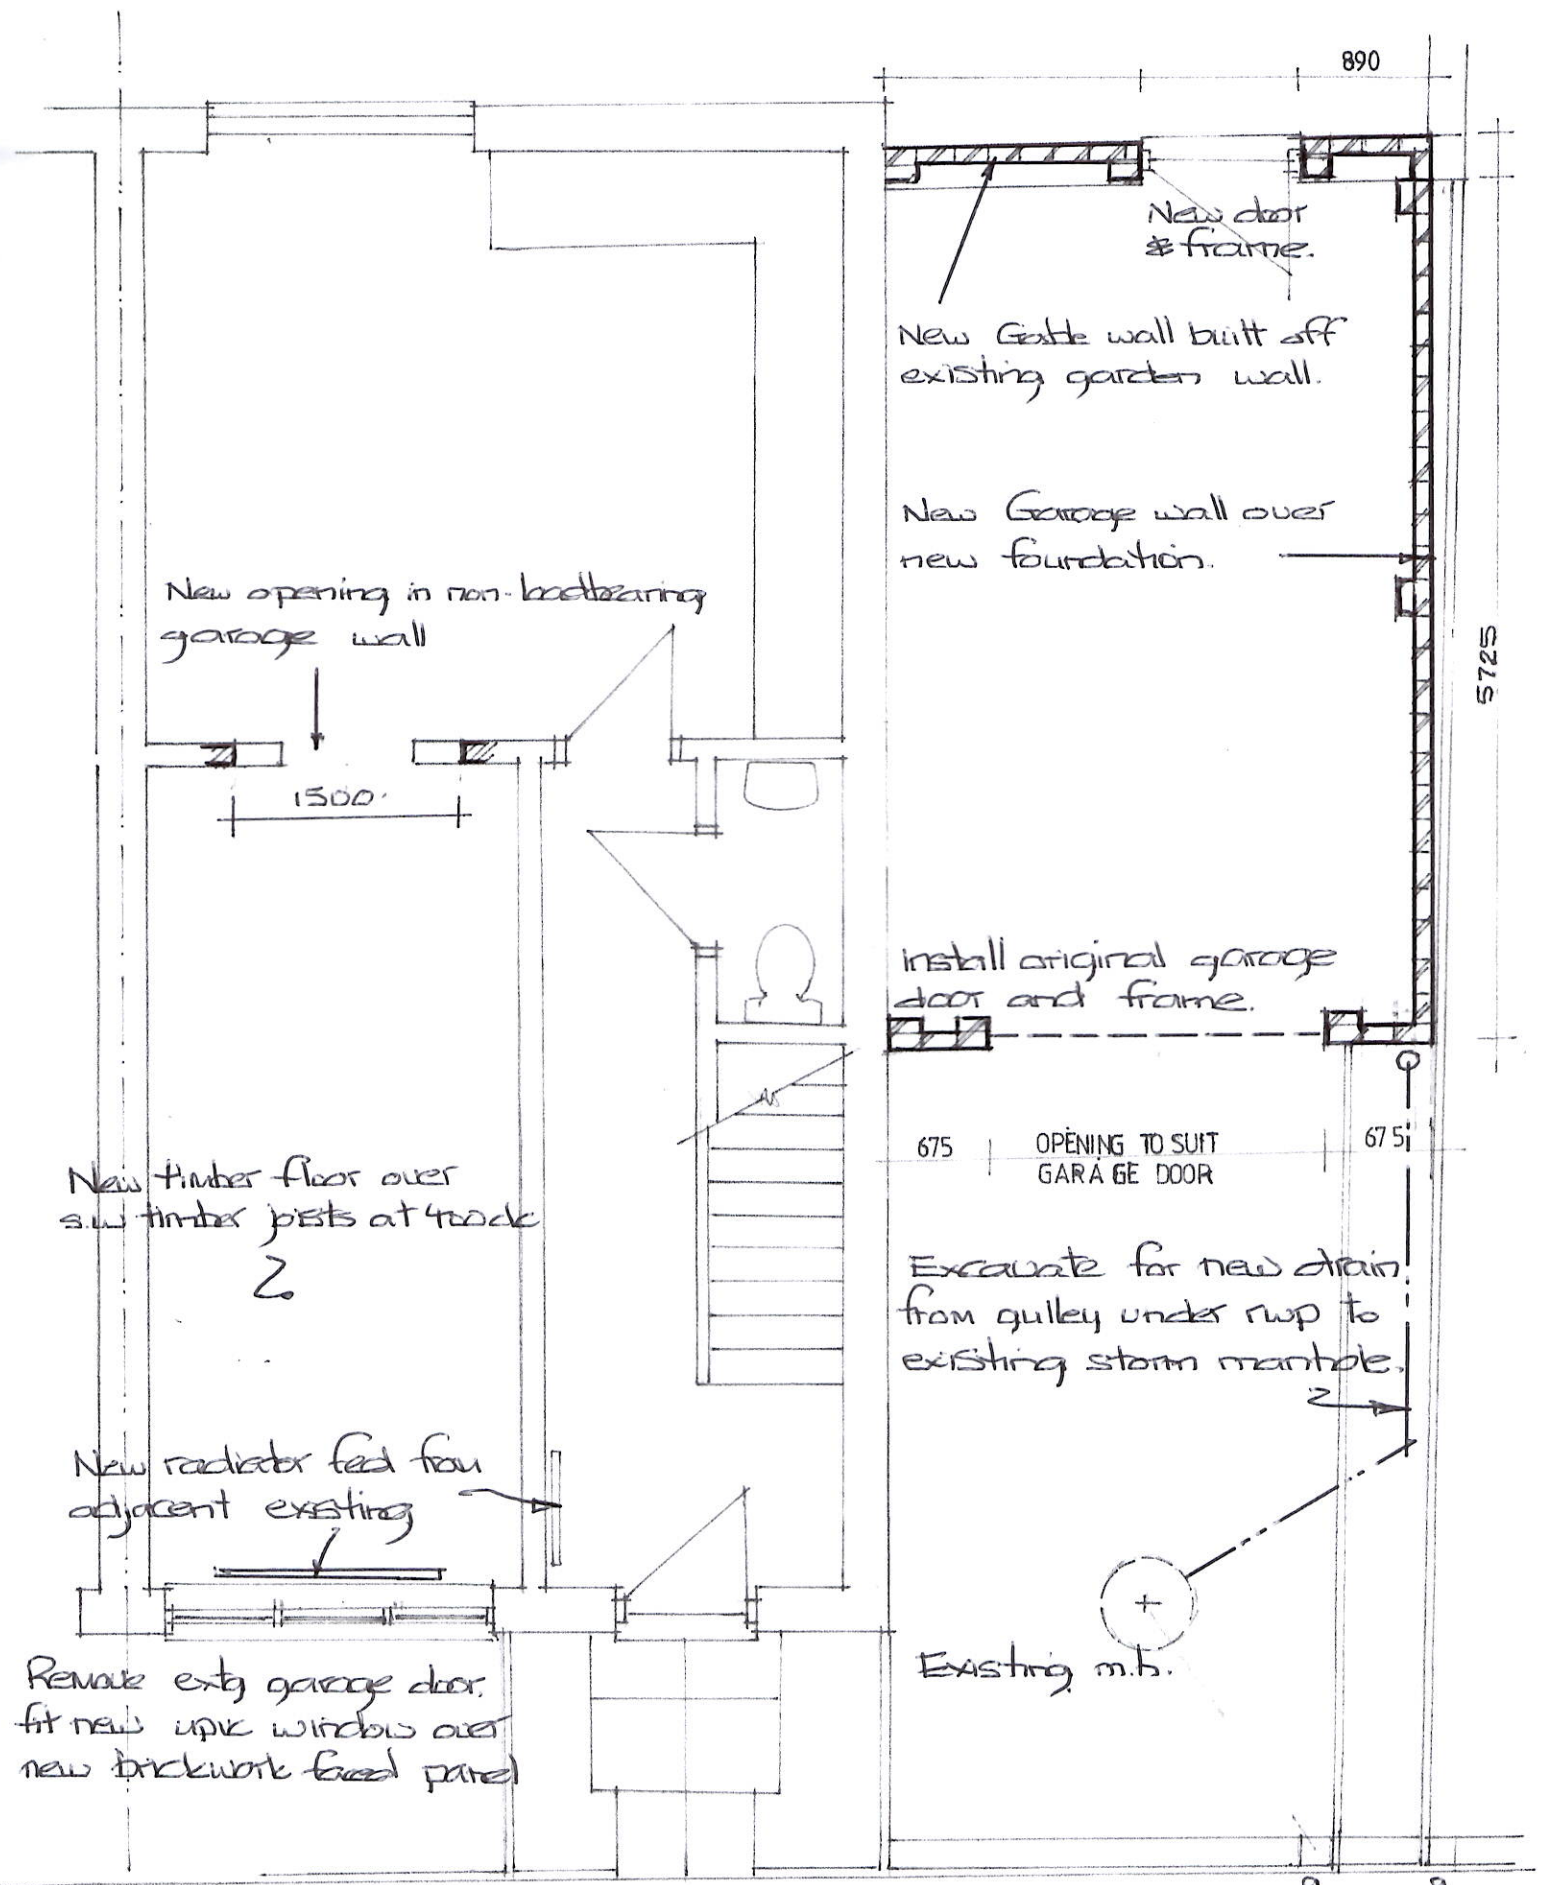 890
New door
& frame.
New Gable wall built off
existing garden wall.
New Garage wall over
new foundation.
5725
New opening in non-loadbearing
garage wall
1500.
install original garage
door and frame.
675
OPENING TO SUIT
GARAGE DOOR
675
New timber floor over
s.w timber joists at 400c/c
Excavate for new drain
from gulley under rwp to
existing storm manhole.
New radiator fed from
adjacent existing
Existing m.h.
Remove extg garage door.
fit new upvc window over
new brickwork faced panel